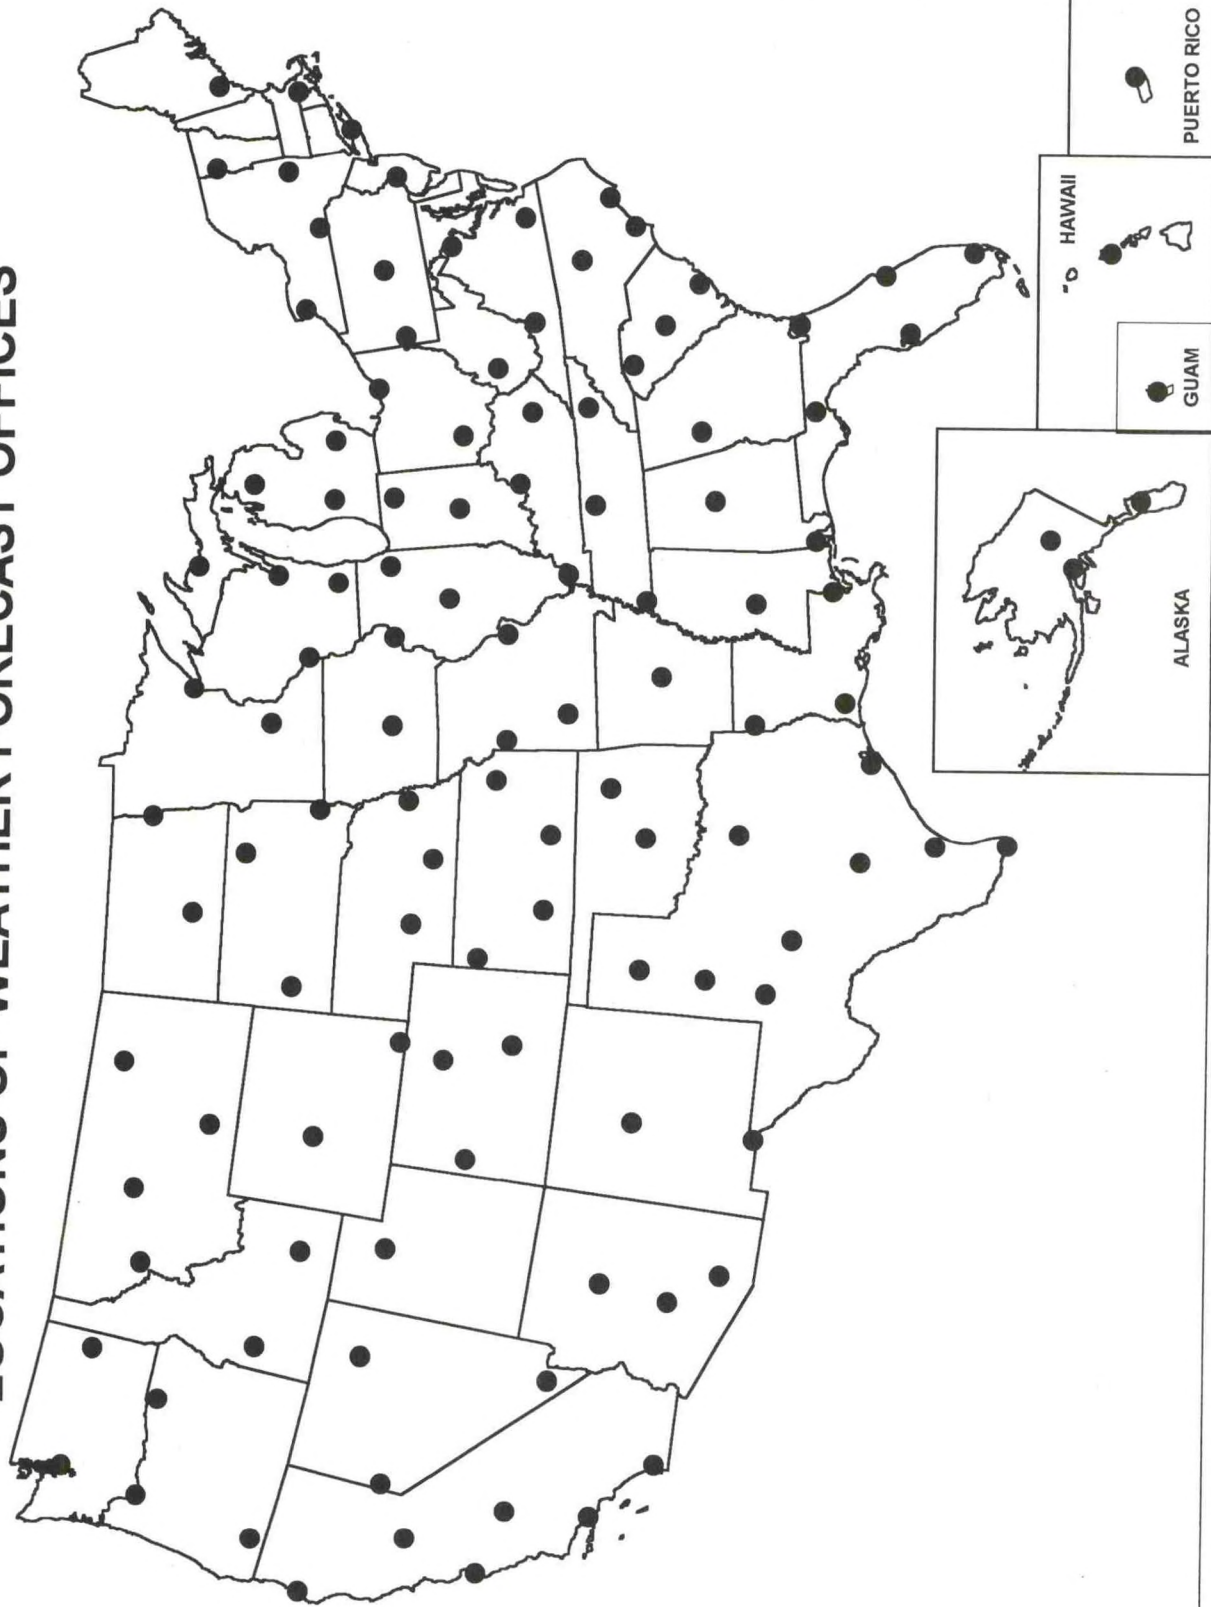 LOCATIONS OF WEATHER FORECAST OFFICES
ALASKA
GUAM
HAWAII
PUERTO RICO